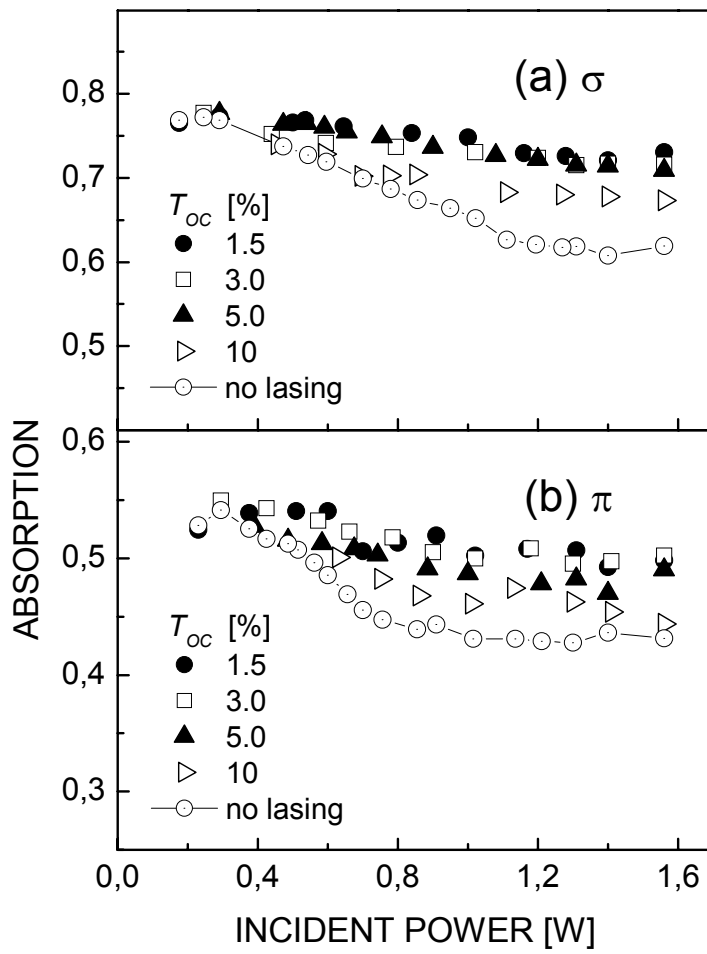 (a) σ
0,8
0,7
0,6
0,5
T_OC [%]
1.5
3.0
5.0
10
no lasing
ABSORPTION
(b) π
0,6
0,5
0,4
0,3
T_OC [%]
1.5
3.0
5.0
10
no lasing
0,0 0,4 0,8 1,2 1,6
INCIDENT POWER [W]